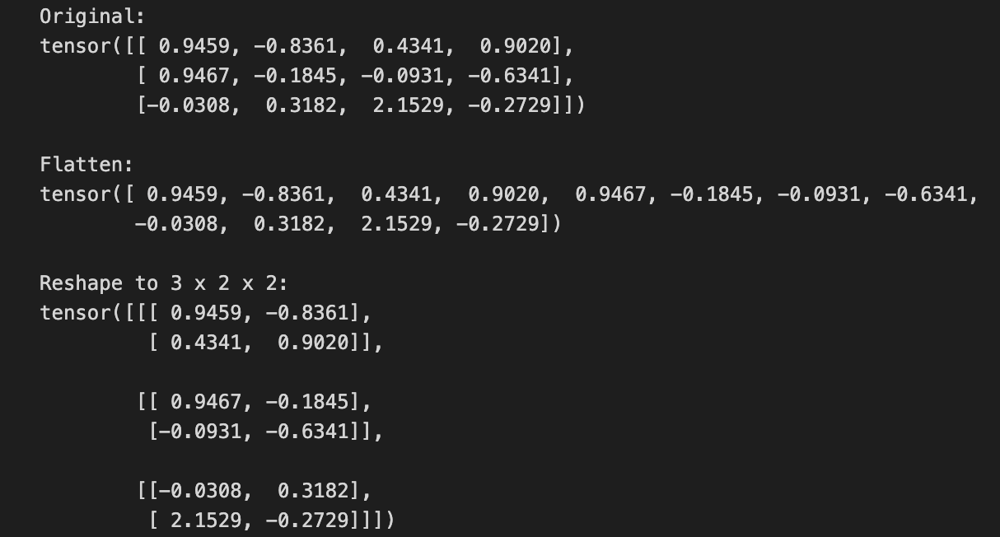 Original:
tensor([[ 0.9459, -0.8361,  0.4341,  0.9020],
        [ 0.9467, -0.1845, -0.0931, -0.6341],
        [-0.0308,  0.3182,  2.1529, -0.2729]])

Flatten:
tensor([ 0.9459, -0.8361,  0.4341,  0.9020,  0.9467, -0.1845, -0.0931, -0.6341,
        -0.0308,  0.3182,  2.1529, -0.2729])

Reshape to 3 x 2 x 2:
tensor([[[ 0.9459, -0.8361],
         [ 0.4341,  0.9020]],

        [[ 0.9467, -0.1845],
         [-0.0931, -0.6341]],

        [[-0.0308,  0.3182],
         [ 2.1529, -0.2729]]])